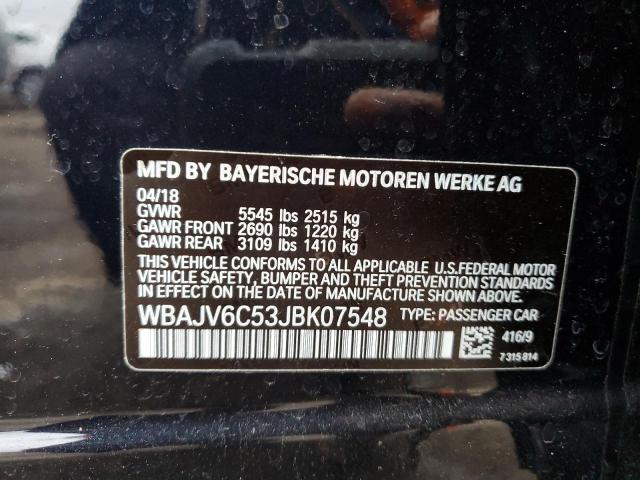 MFD BY BAYERISCHE MOTOREN WERKE AG
04/18
GVWR 5545 lbs 2515 kg
GAWR FRONT 2690 lbs 1220 kg
GAWR REAR 3109 lbs 1410 kg
THIS VEHICLE CONFORMS TO ALL APPLICABLE U.S.FEDERAL MOTOR
VEHICLE SAFETY, BUMPER AND THEFT PREVENTION STANDARDS
IN EFFECT ON THE DATE OF MANUFACTURE SHOWN ABOVE.
WBAJV6C53JBK07548 TYPE: PASSENGER CAR
416/9
7315814